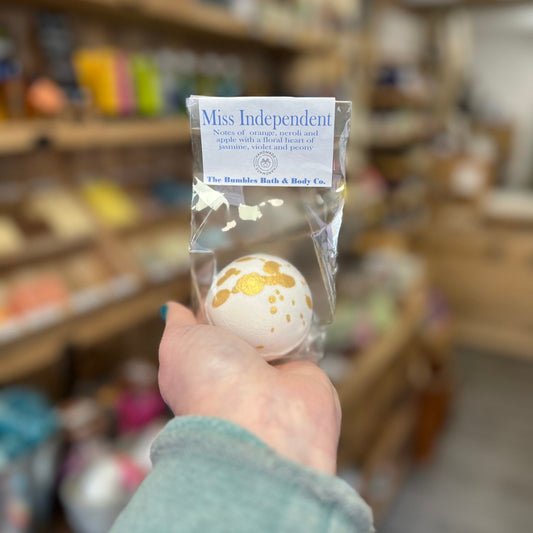 Miss Independent
Notes of orange, neroli and
apple with a floral heart of
jasmine, violet and peony
The Bumbles Bath & Body Co.